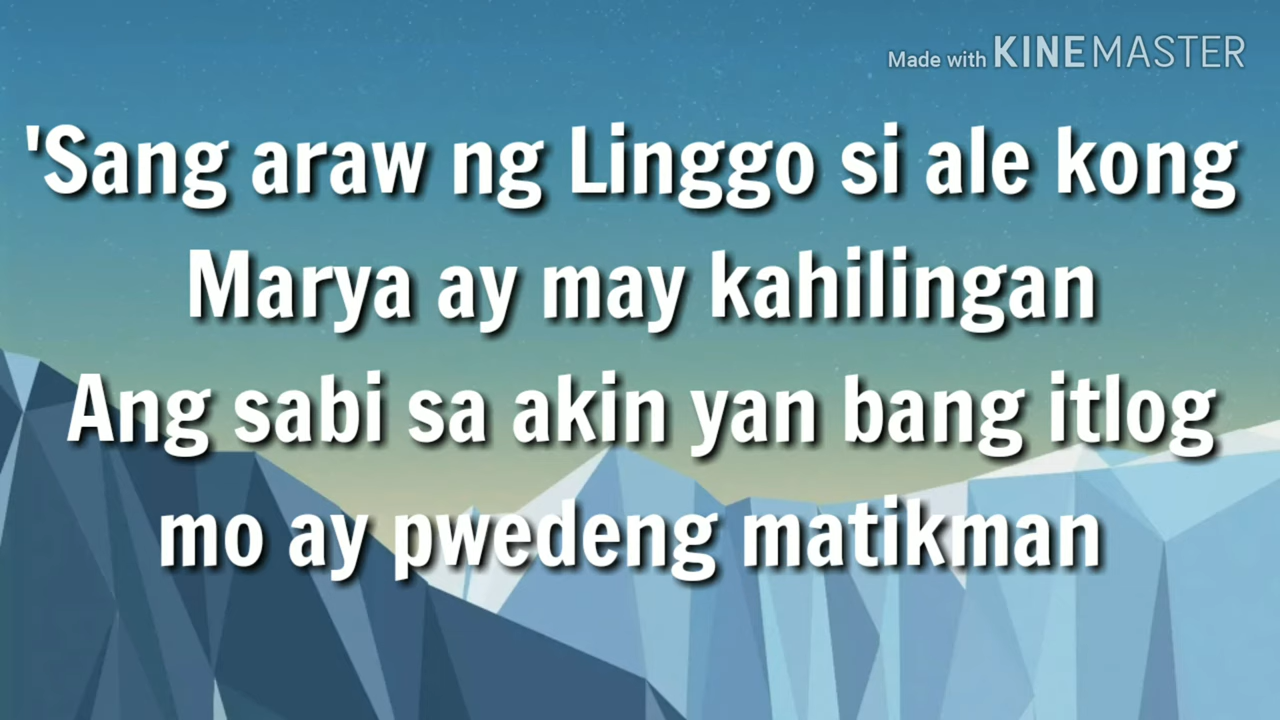 Made with KINEMASTER
'Sang araw ng Linggo si ale kong
Marya ay may kahilingan
Ang sabi sa akin yan bang itlog
mo ay pwedeng matikman